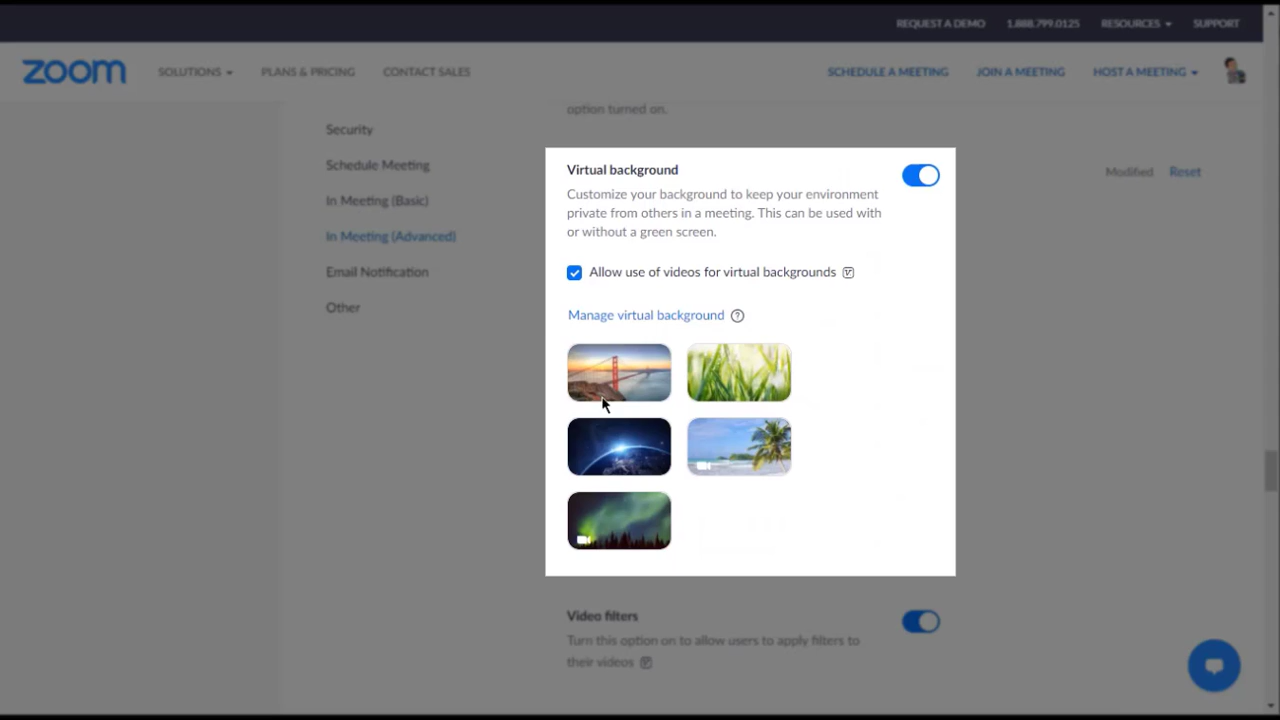 REQUEST A DEMO 1.888.799.0125 RESOURCES SUPPORT
zoom SOLUTIONS PLANS & PRICING CONTACT SALES SCHEDULE A MEETING JOIN A MEETING HOST A MEETING
option turned on.
Security
Schedule Meeting
In Meeting (Basic)
In Meeting (Advanced)
Email Notification
Other
Virtual background
Modified Reset
Customize your background to keep your environment
private from others in a meeting. This can be used with
or without a green screen.
Allow use of videos for virtual backgrounds
Manage virtual background ?
Video filters
Turn this option on to allow users to apply filters to
their videos